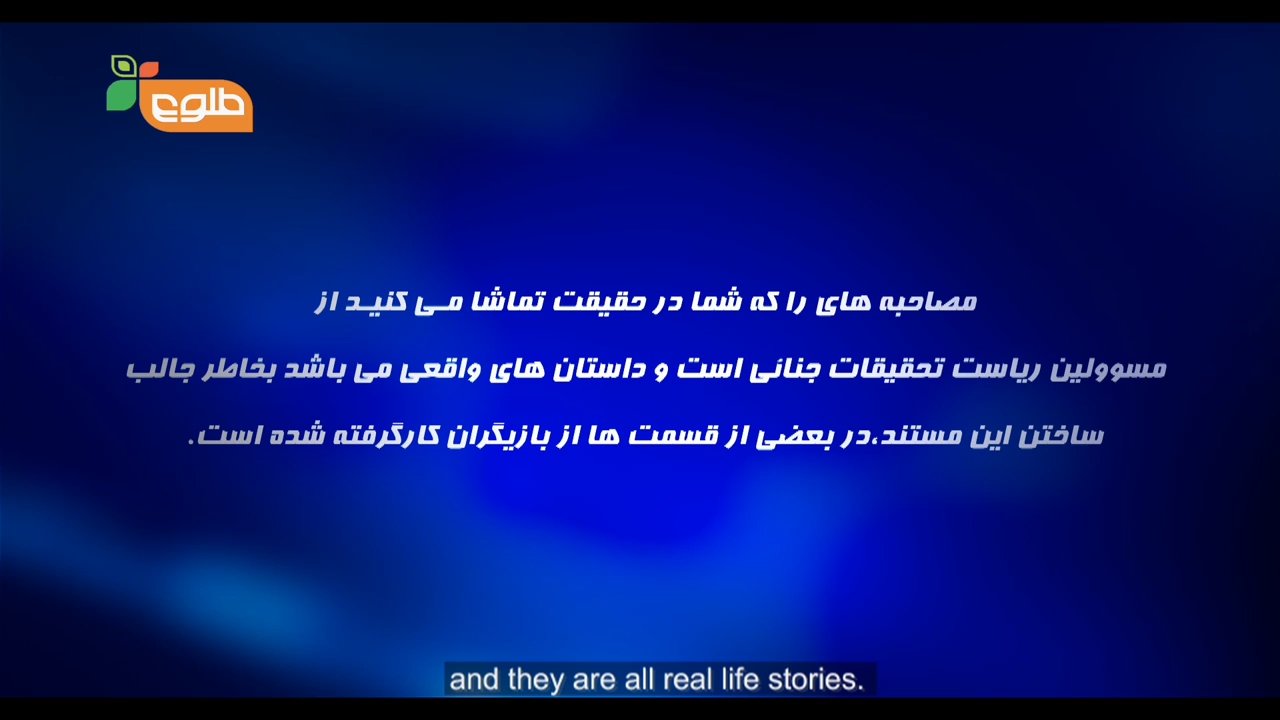 طلوع
مصاحبه های را که شما در حقیقت تماشا مـی کنیـد از
مسوولین ریاست تحقیقات جنائی است و داستان های واقعی می باشد بخاطر جالب
ساختن این مستند،در بعضی از قسمت ها از بازیگران کارگرفته شده است.
and they are all real life stories.